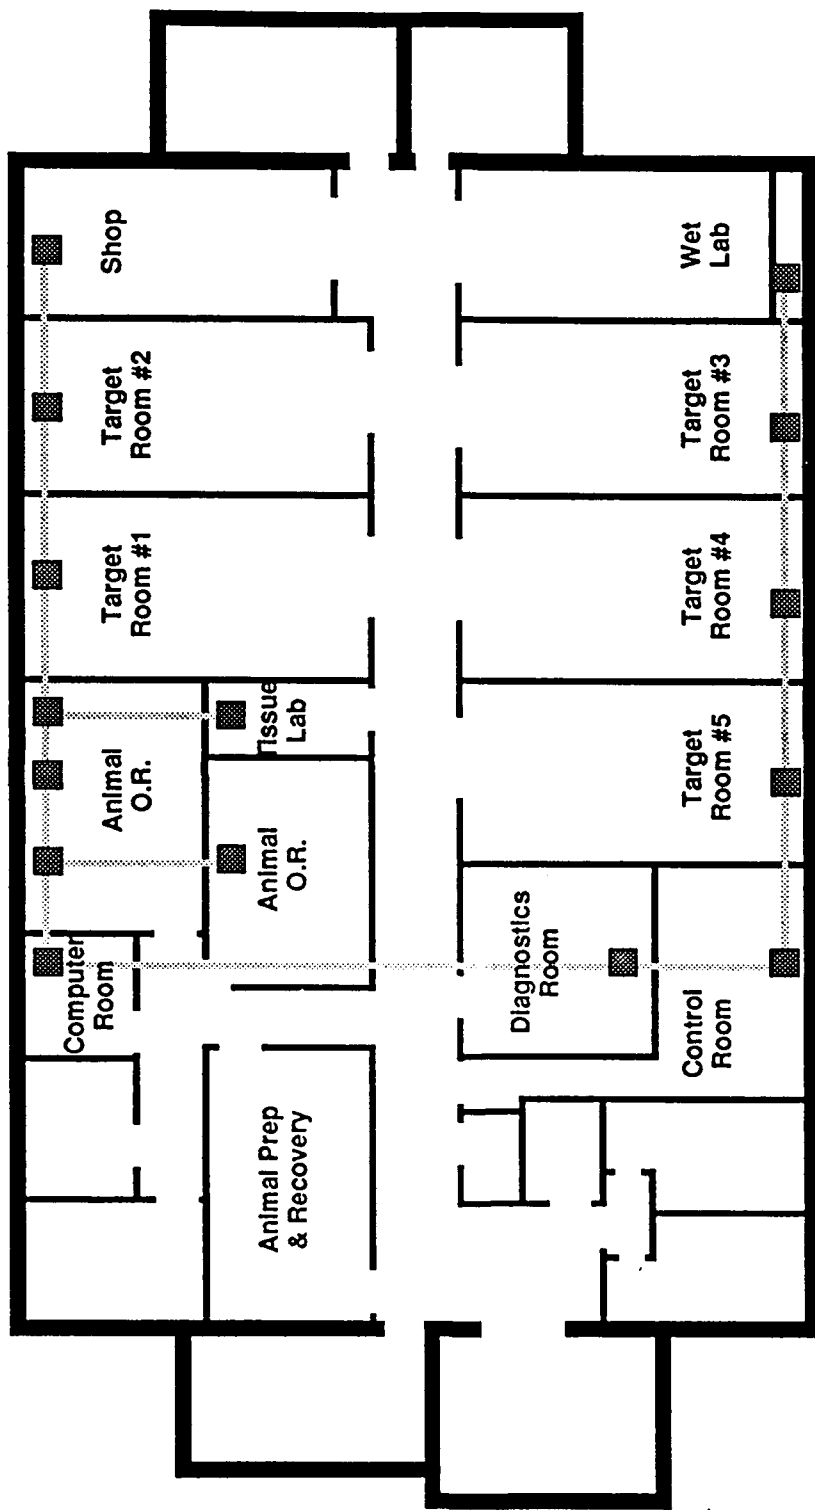 Shop
Target
Room #2
Target
Room #1
Tissue
Lab
Animal
O.R.
Animal
O.R.
Computer
Room
Animal Prep
& Recovery
Wet
Lab
Target
Room #3
Target
Room #4
Target
Room #5
Diagnostics
Room
Control
Room